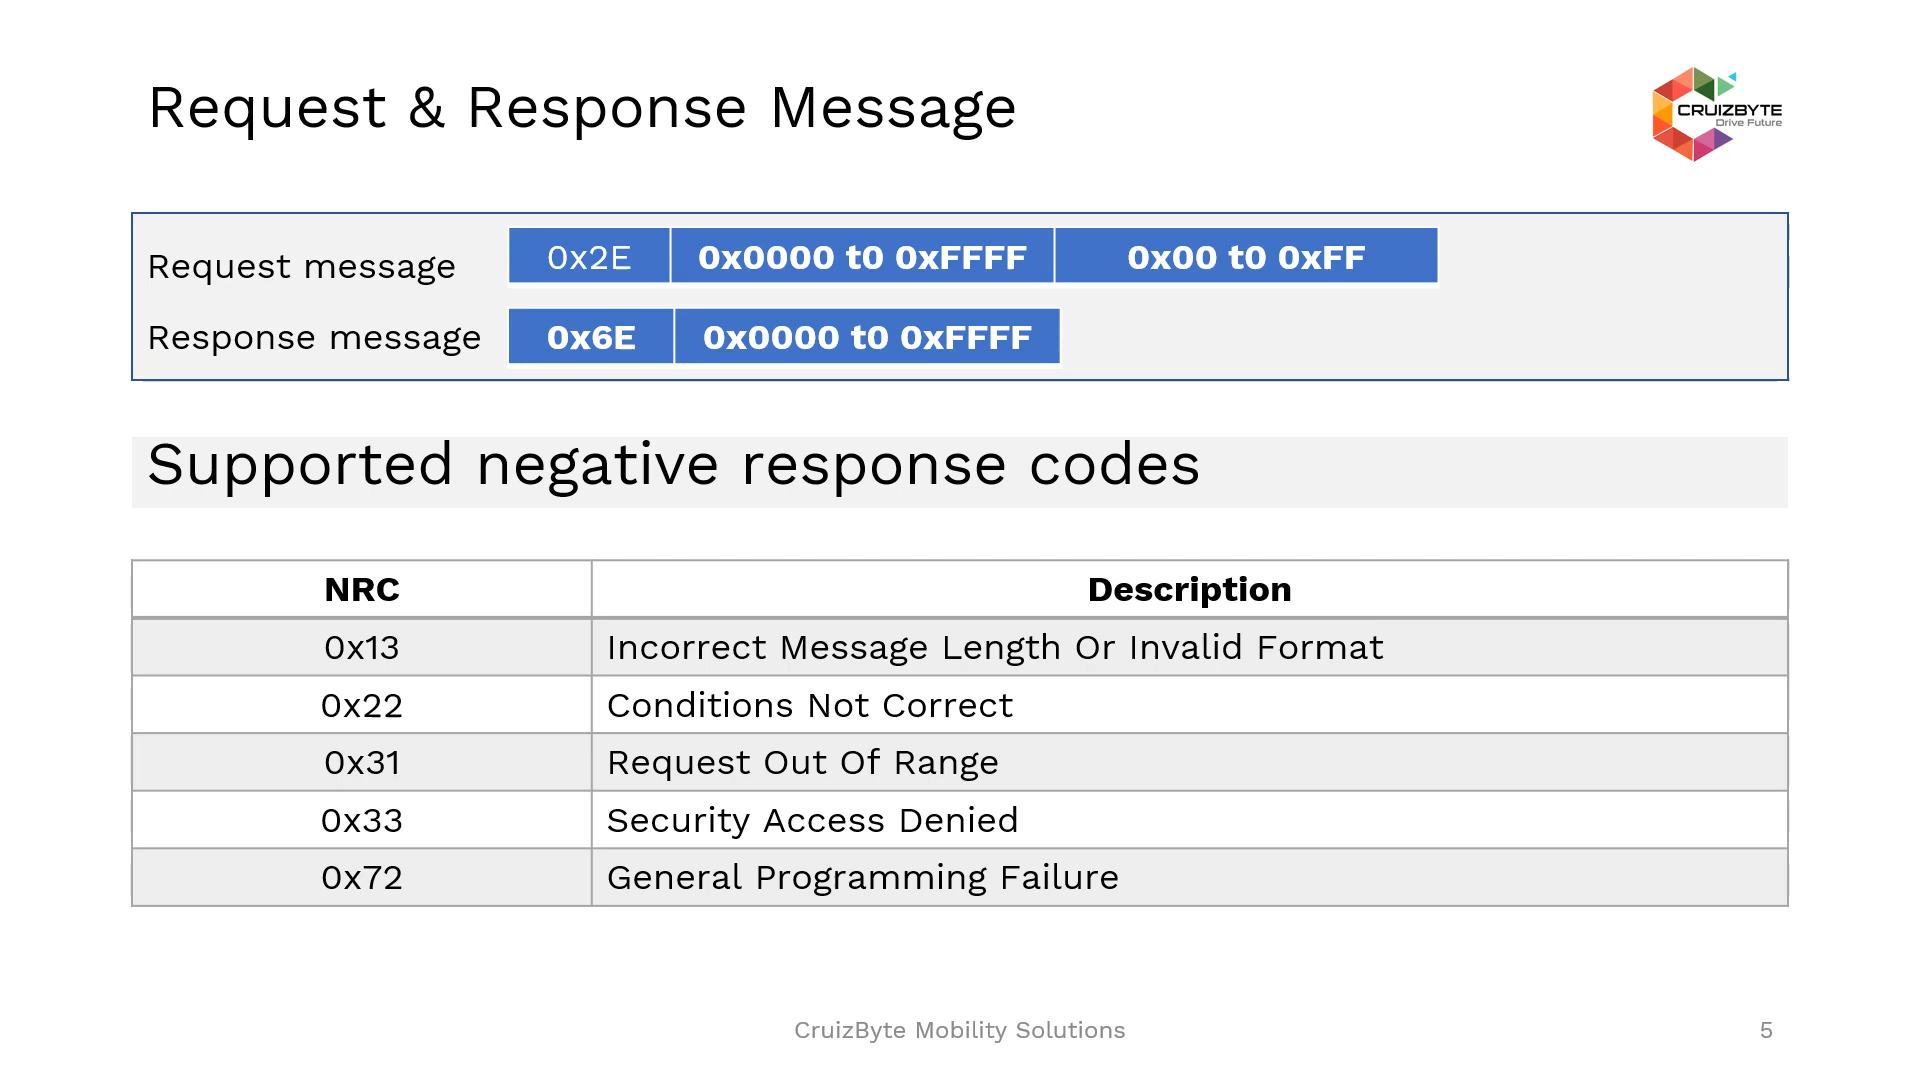 Request & Response Message
CRUIZBYTE
Drive Future
Request message 0x2E 0x0000 t0 0xFFFF 0x00 t0 0xFF
Response message 0x6E 0x0000 t0 0xFFFF
Supported negative response codes
NRC Description
0x13 Incorrect Message Length Or Invalid Format
0x22 Conditions Not Correct
0x31 Request Out Of Range
0x33 Security Access Denied
0x72 General Programming Failure
CruizByte Mobility Solutions 5